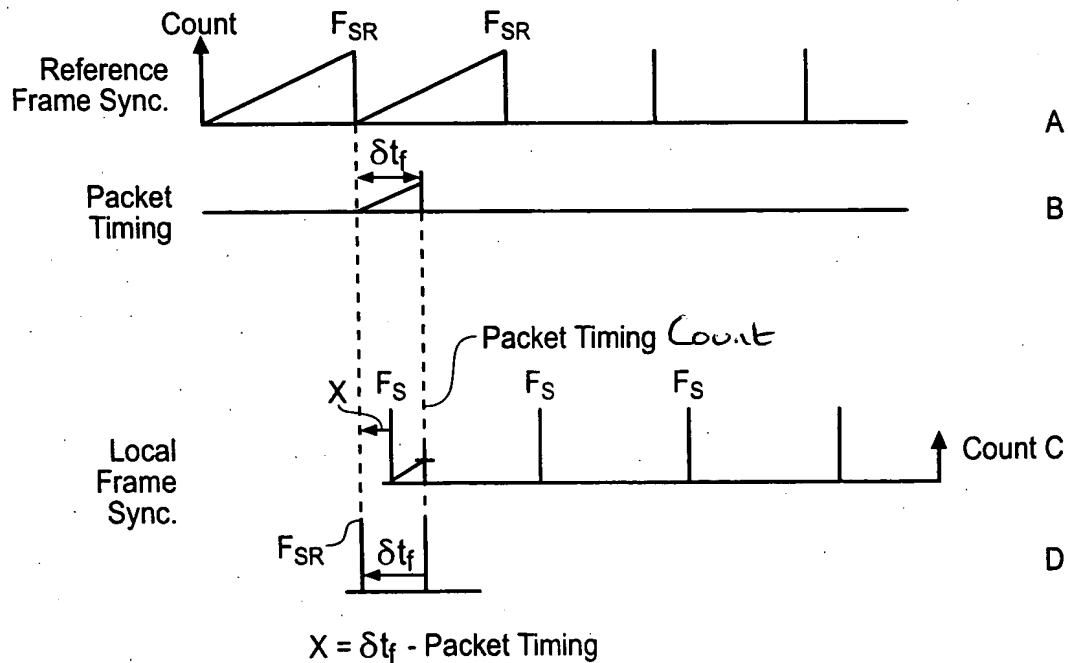 Count
F_SR
F_SR
Reference
Frame Sync.
A
δt_f
Packet
Timing
B
Packet Timing Count
X
F_S
F_S
F_S
Local
Frame
Sync.
Count C
F_SR
δt_f
D
X = δt_f - Packet Timing